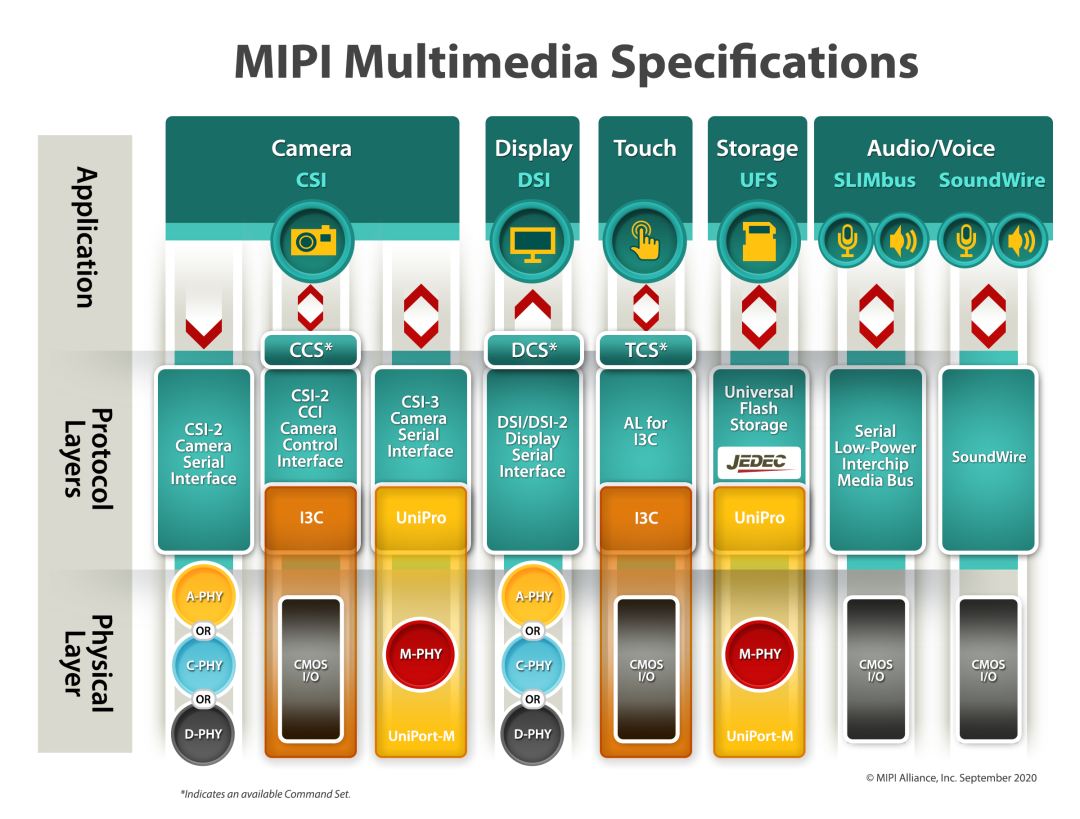 MIPI Multimedia Specifications
Application
Camera
CSI
Display
DSI
Touch
Storage
UFS
Audio/Voice
SLIMbus SoundWire
CCS*
DCS*
TCS*
Protocol
Layers
CSI-2
Camera
Serial
Interface
CSI-2
CCI
Camera
Control
Interface
I3C
CSI-3
Camera
Serial
Interface
UniPro
DSI/DSI-2
Display
Serial
Interface
AL for
I3C
I3C
Universal
Flash
Storage
JEDEC
UniPro
Serial
Low-Power
Interchip
Media Bus
SoundWire
Physical
Layer
A-PHY
OR
C-PHY
OR
D-PHY
CMOS
I/O
M-PHY
UniPort-M
A-PHY
OR
C-PHY
OR
D-PHY
CMOS
I/O
M-PHY
UniPort-M
CMOS
I/O
CMOS
I/O
© MIPI Alliance, Inc. September 2020
*Indicates an available Command Set.